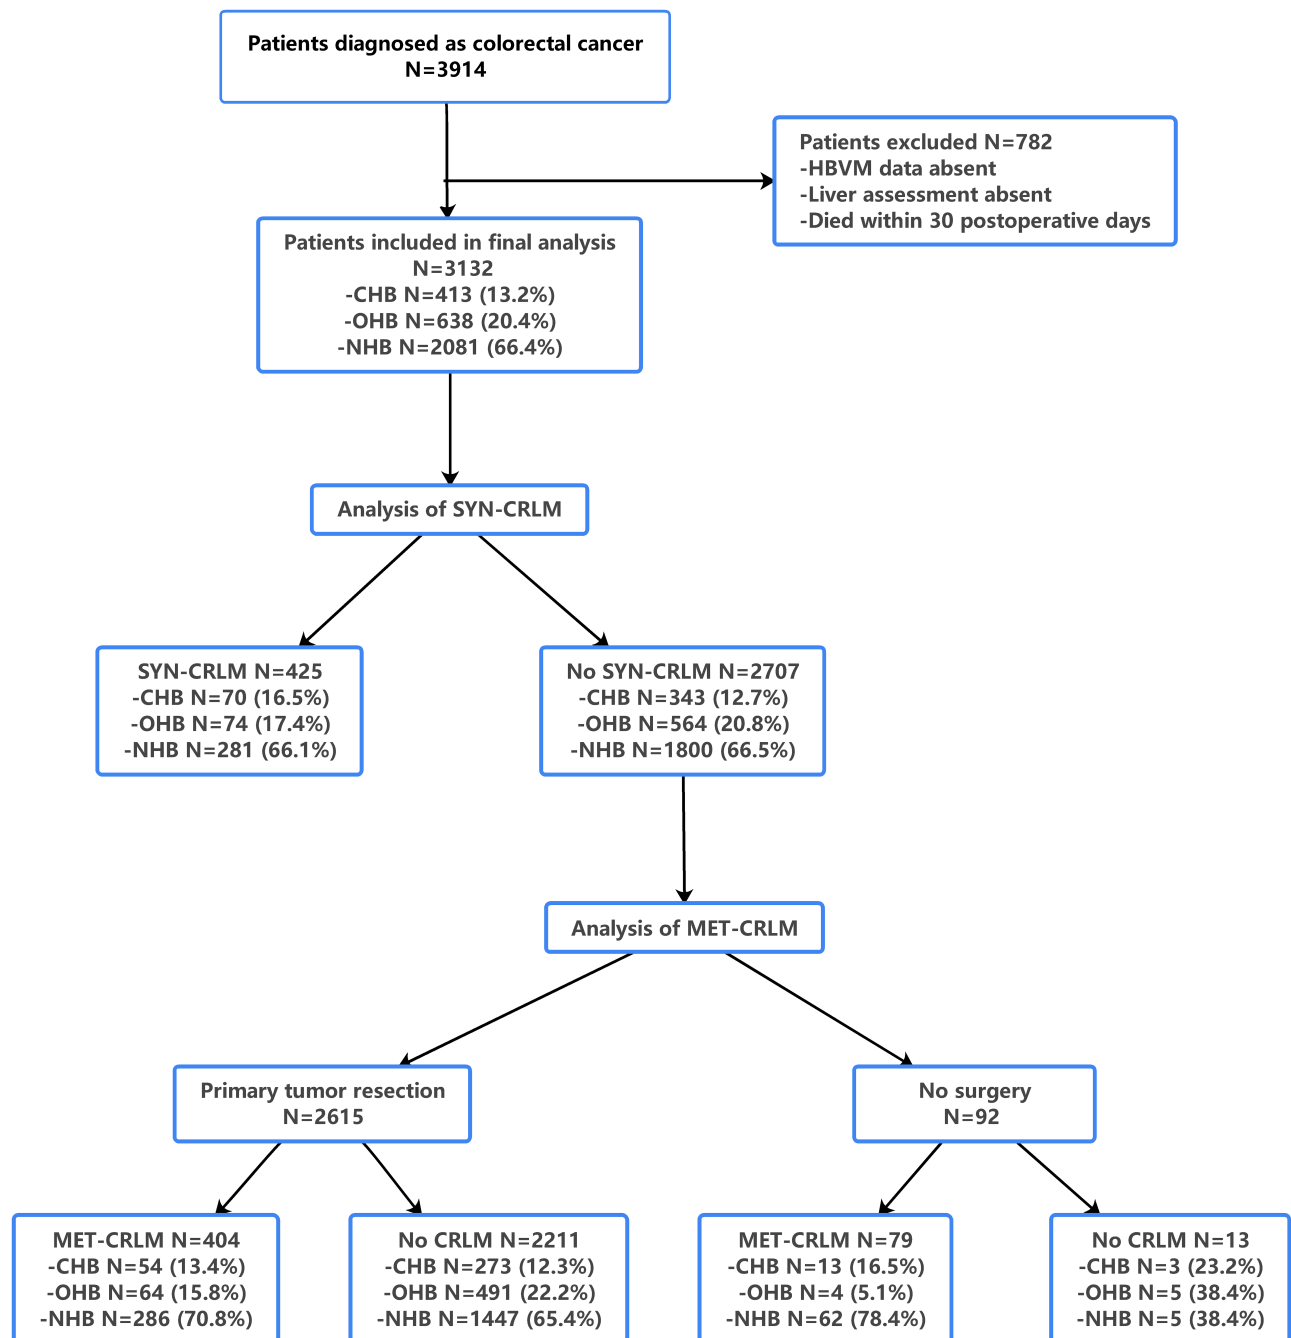 Patients diagnosed as colorectal cancer
N=3914
Patients excluded N=782
-HBVM data absent
-Liver assessment absent
-Died within 30 postoperative days
Patients included in final analysis
N=3132
-CHB N=413 (13.2%)
-OHB N=638 (20.4%)
-NHB N=2081 (66.4%)
Analysis of SYN-CRLM
SYN-CRLM N=425
-CHB N=70 (16.5%)
-OHB N=74 (17.4%)
-NHB N=281 (66.1%)
No SYN-CRLM N=2707
-CHB N=343 (12.7%)
-OHB N=564 (20.8%)
-NHB N=1800 (66.5%)
Analysis of MET-CRLM
Primary tumor resection
N=2615
No surgery
N=92
MET-CRLM N=404
-CHB N=54 (13.4%)
-OHB N=64 (15.8%)
-NHB N=286 (70.8%)
No CRLM N=2211
-CHB N=273 (12.3%)
-OHB N=491 (22.2%)
-NHB N=1447 (65.4%)
MET-CRLM N=79
-CHB N=13 (16.5%)
-OHB N=4 (5.1%)
-NHB N=62 (78.4%)
No CRLM N=13
-CHB N=3 (23.2%)
-OHB N=5 (38.4%)
-NHB N=5 (38.4%)